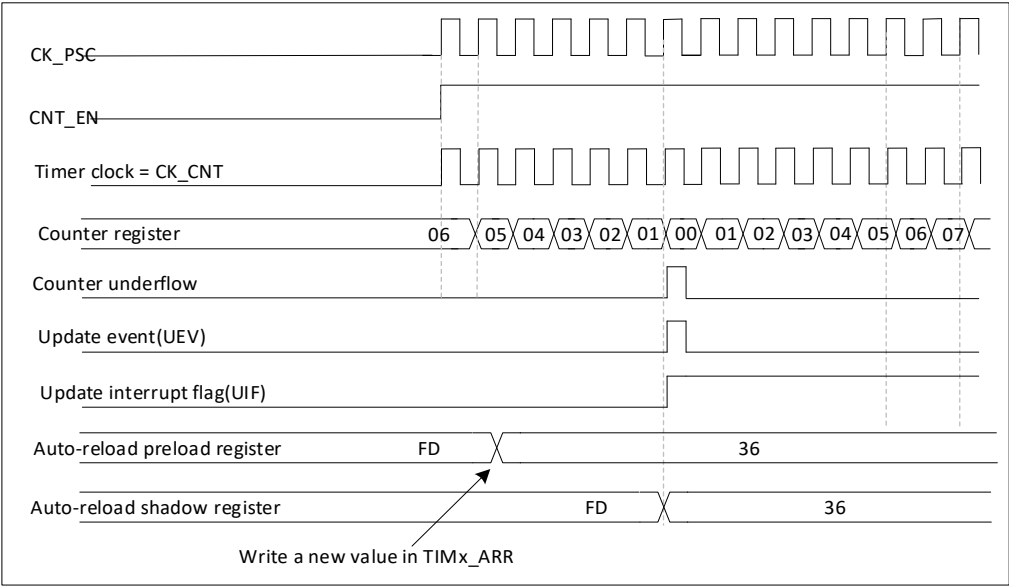 CK_PSC
CNT_EN
Timer clock = CK_CNT
Counter register 06 05 04 03 02 01 00 01 02 03 04 05 06 07
Counter underflow
Update event(UEV)
Update interrupt flag(UIF)
Auto-reload preload register FD 36
Auto-reload shadow register FD 36
Write a new value in TIMx_ARR